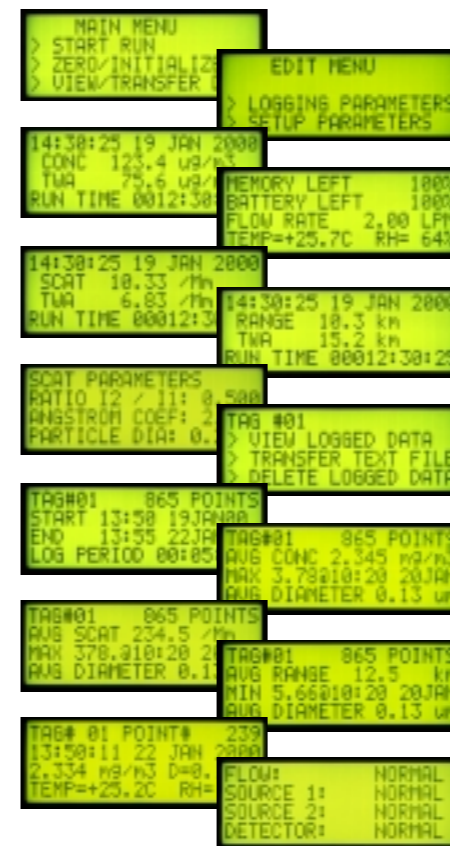 MAIN MENU
> START RUN
> ZERO/INITIALIZE
> VIEW/TRANSFER
EDIT MENU
> LOGGING PARAMETERS
> SETUP PARAMETERS
14:30:25 19 JAN 2000
CONC 123.4 ug/m3
TWA 75.6 ug/
RUN TIME 0012:30:
MEMORY LEFT 100%
BATTERY LEFT 100%
FLOW RATE 2.00 LPM
TEMP=+25.7C RH= 64%
14:30:25 19 JAN 2000
SCAT 10.33 /Mm
TWA 6.83 /Mm
RUN TIME 00012:3
14:30:25 19 JAN 2000
RANGE 10.3 km
TWA 15.2 km
RUN TIME 00012:30:25
SCAT PARAMETERS
RATIO I2 / I1: 0.500
ANGSTROM COEF: 2
PARTICLE DIA: 0.
TAG #01
> VIEW LOGGED DATA
> TRANSFER TEXT FILE
> DELETE LOGGED DATA
TAG#01 865 POINTS
START 13:50 19JAN00
END 13:55 22JA
LOG PERIOD 00:05
TAG#01 865 POINTS
AVG CONC 2.345 mg/m3
MAX 3.78@10:20 20JAN
AVG DIAMETER 0.13 um
TAG#01 865 POINTS
AVG SCAT 234.5 /Mm
MAX 378.@10:20 2
AVG DIAMETER 0.13
TAG#01 865 POINTS
AVG RANGE 12.5 km
MIN 5.66@10:20 20JAN
AVG DIAMETER 0.13 um
TAG# 01 POINT# 239
13:50:11 22 JAN 2000
2.334 mg/m3 D=0.
TEMP=+25.2C RH=
FLOW: NORMAL
SOURCE 1: NORMAL
SOURCE 2: NORMAL
DETECTOR: NORMAL